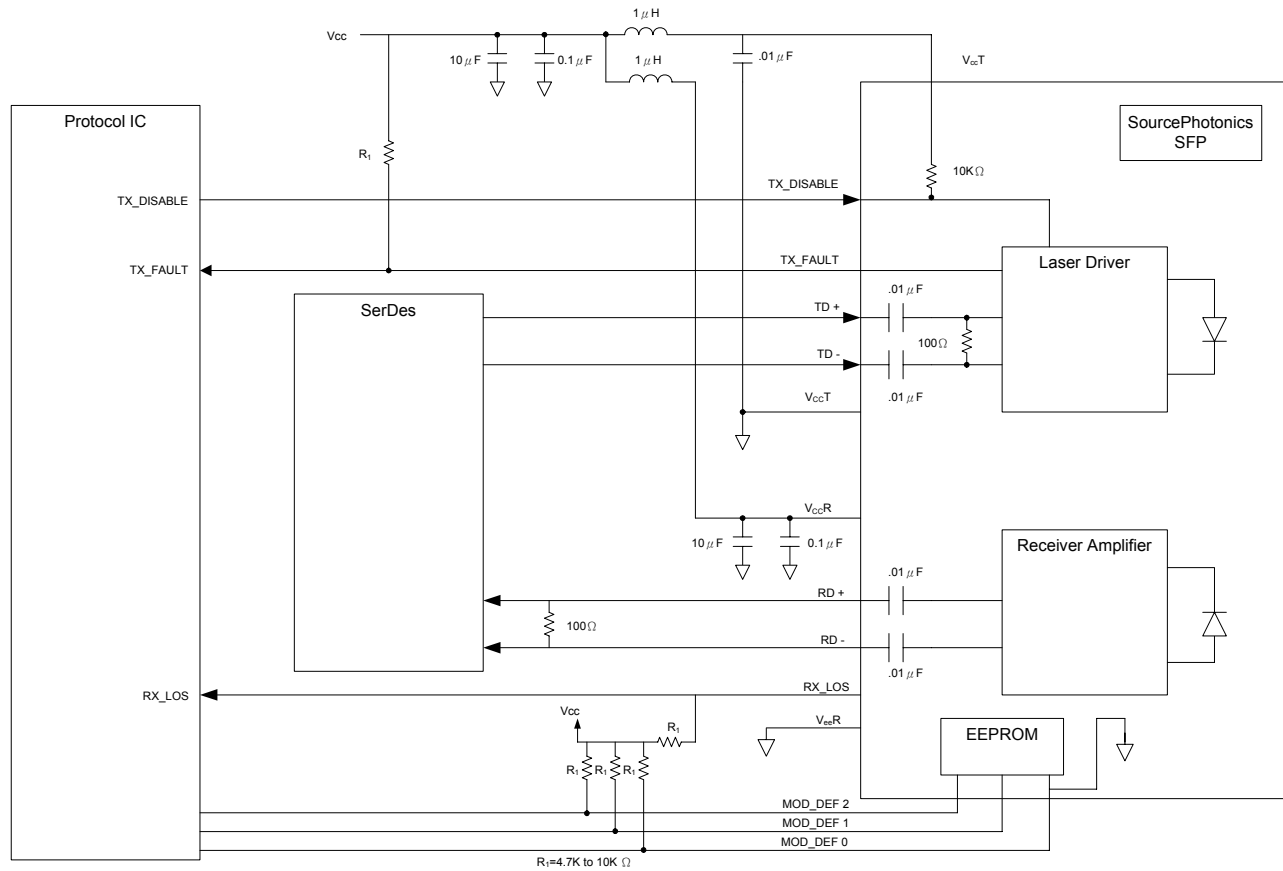 1μH
Vcc
10μF
0.1μF
.01μF
1μH
VccT
Protocol IC
SourcePhotonics
SFP
R₁
10KΩ
TX_DISABLE
TX_DISABLE
TX_FAULT
TX_FAULT
Laser Driver
SerDes
.01μF
TD +
100Ω
TD -
.01μF
VccT
VccR
10μF
0.1μF
Receiver Amplifier
.01μF
RD +
100Ω
RD -
.01μF
RX_LOS
RX_LOS
Vcc
R₁
VeeR
EEPROM
R₁
R₁
R₁
MOD_DEF 2
MOD_DEF 1
MOD_DEF 0
R₁=4.7K to 10K Ω